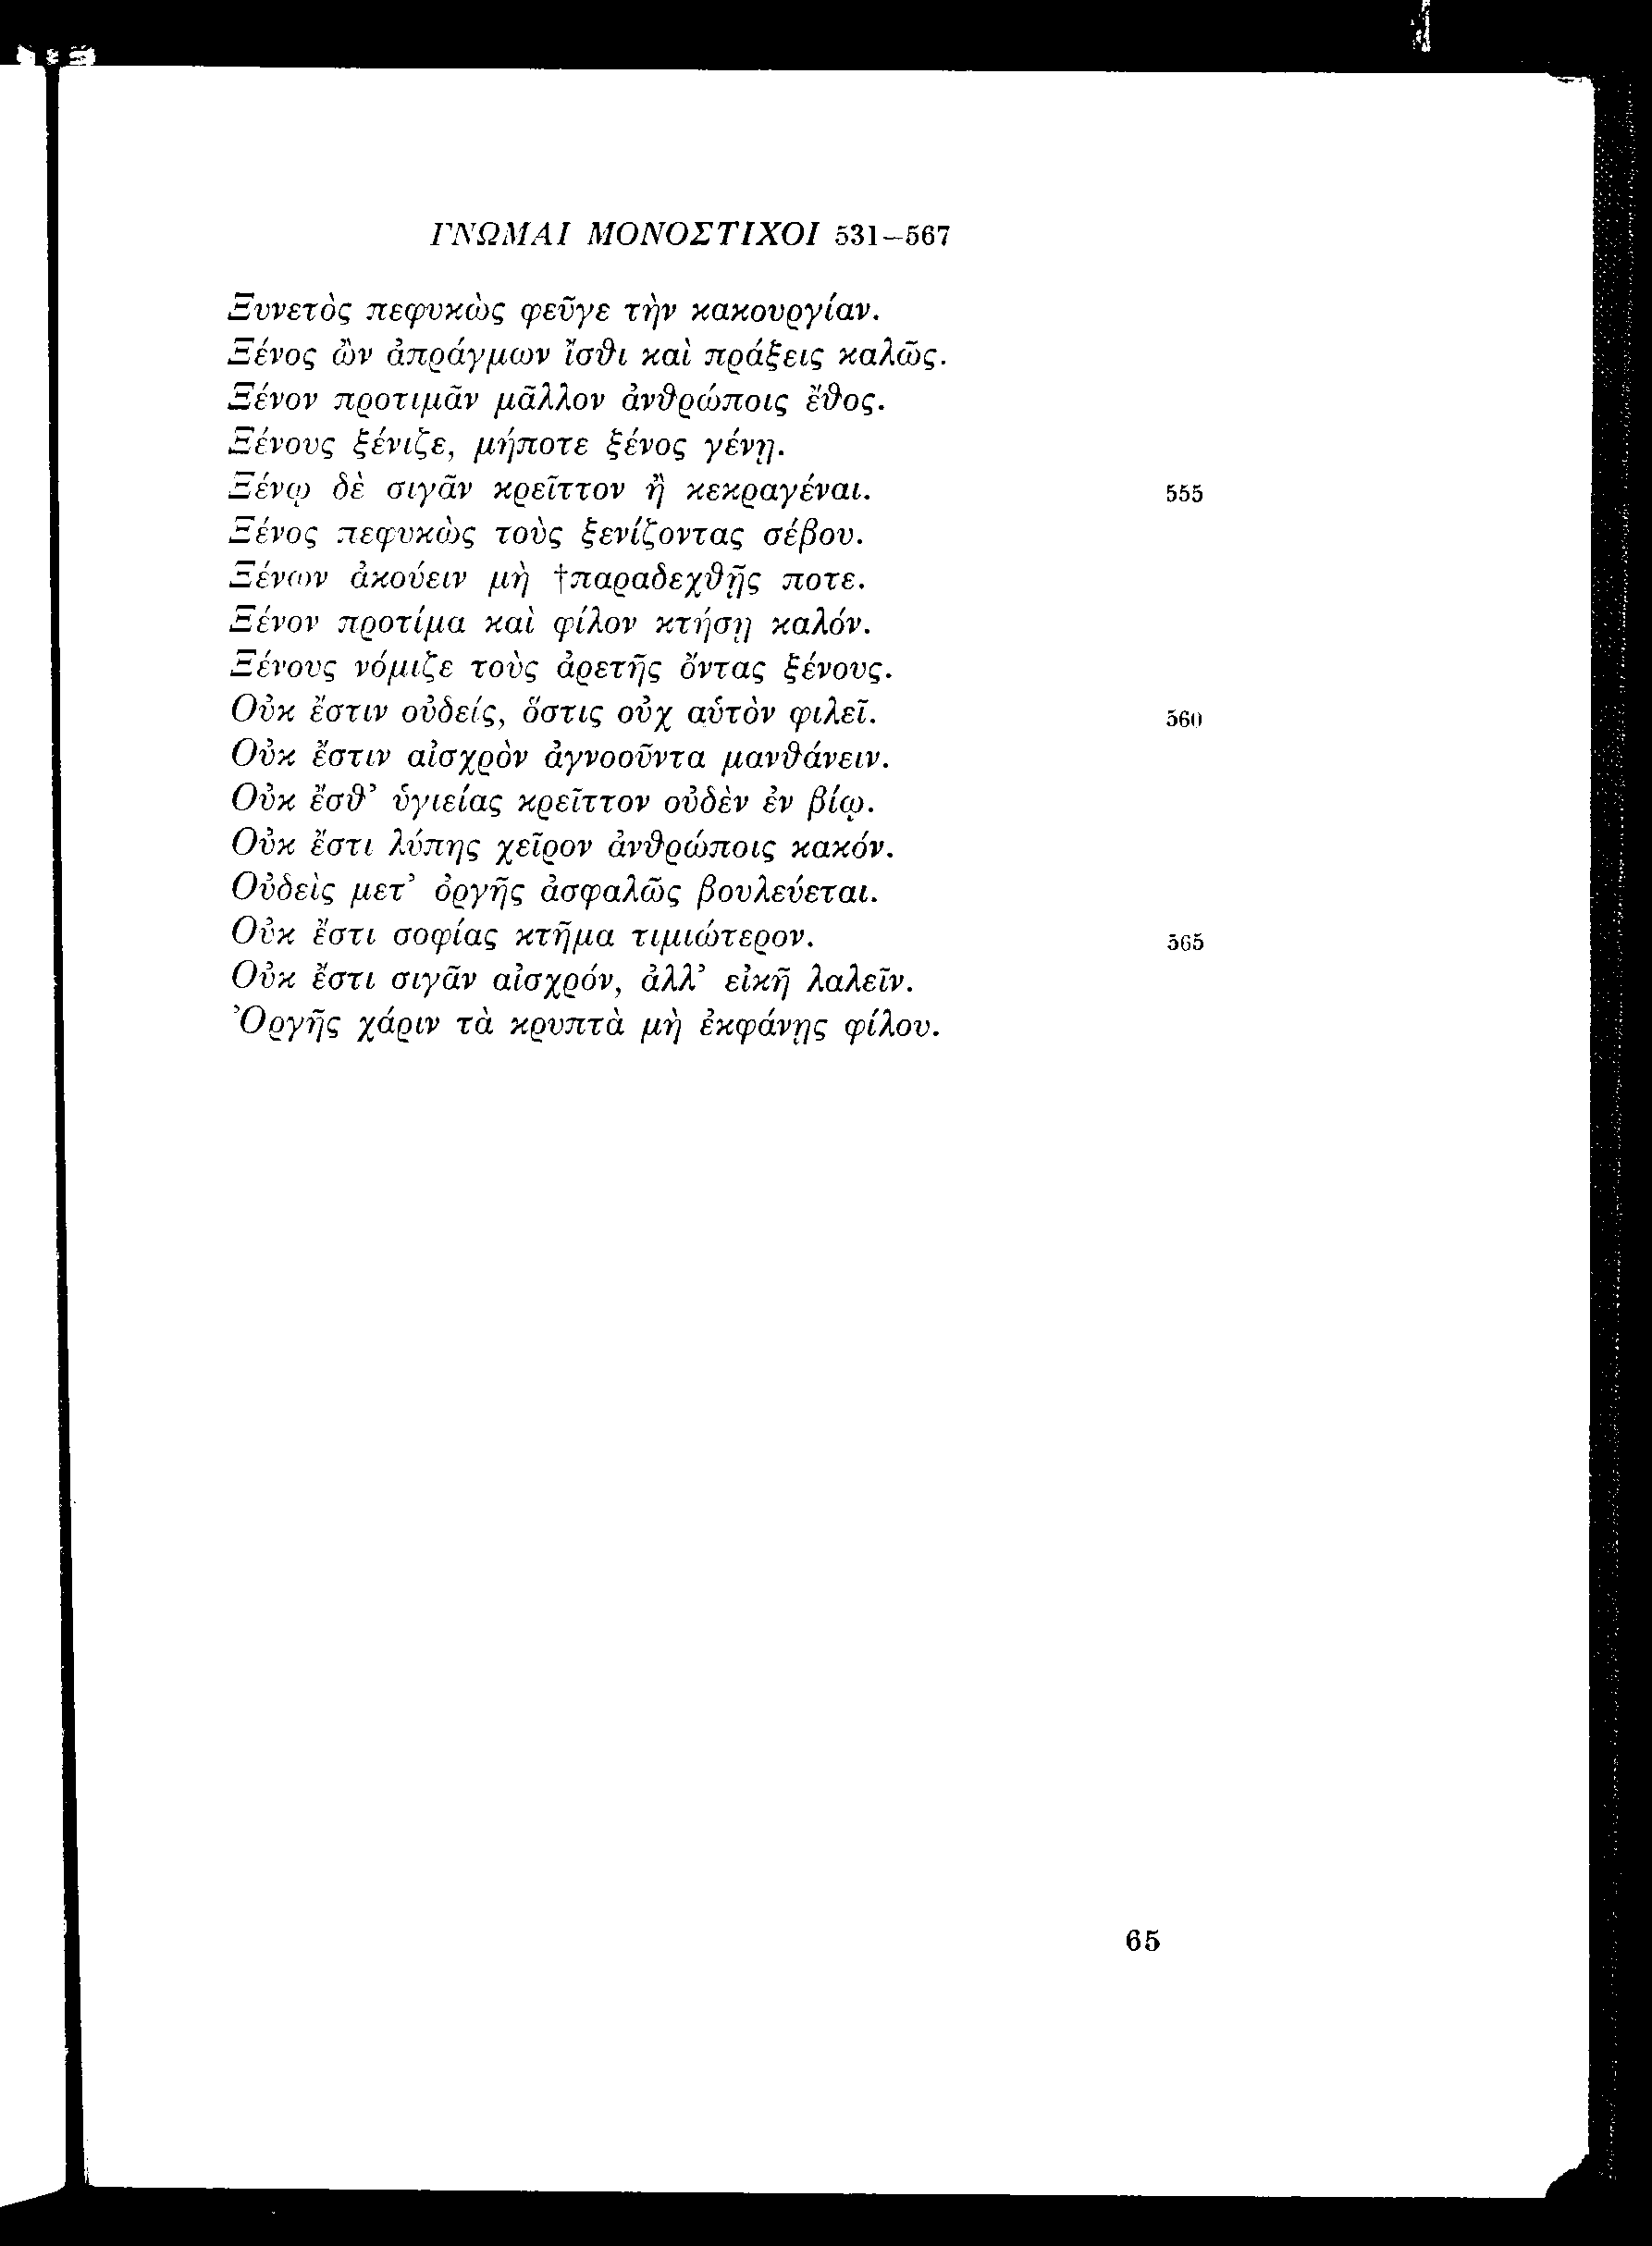 ΓΝΩΜΑΙ ΜΟΝΟΣΤΙΧΟΙ 531–567
Ξυνετὸς πεφυκὼς φεῦγε τὴν κακουργίαν.
Ξένος ὢν ἀπράγμων ἴσθι καὶ πράξεις καλῶς.
Ξένον προτιμᾶν μᾶλλον ἀνθρώποις ἔθος.
Ξένους ξένιζε, μήποτε ξένος γένῃ.
Ξένῳ δὲ σιγᾶν κρεῖττον ἢ κεκραγέναι. 555
Ξένος πεφυκὼς τοὺς ξενίζοντας σέβου.
Ξένων ἀκούειν μὴ †παραδεχθῇς ποτε.
Ξένον προτίμα καὶ φίλον κτήσῃ καλόν.
Ξένους νόμιζε τοὺς ἀρετῆς ὄντας ξένους.
Οὐκ ἔστιν οὐδείς, ὅστις οὐχ αὑτὸν φιλεῖ. 560
Οὐκ ἔστιν αἰσχρὸν ἀγνοοῦντα μανθάνειν.
Οὐκ ἔσθ’ ὑγιείας κρεῖττον οὐδὲν ἐν βίῳ.
Οὐκ ἔστι λύπης χεῖρον ἀνθρώποις κακόν.
Οὐδεὶς μετ’ ὀργῆς ἀσφαλῶς βουλεύεται.
Οὐκ ἔστι σοφίας κτῆμα τιμιώτερον. 565
Οὐκ ἔστι σιγᾶν αἰσχρόν, ἀλλ’ εἰκῆ λαλεῖν.
Ὀργῆς χάριν τὰ κρυπτὰ μὴ ἐκφάνῃς φίλου.
65